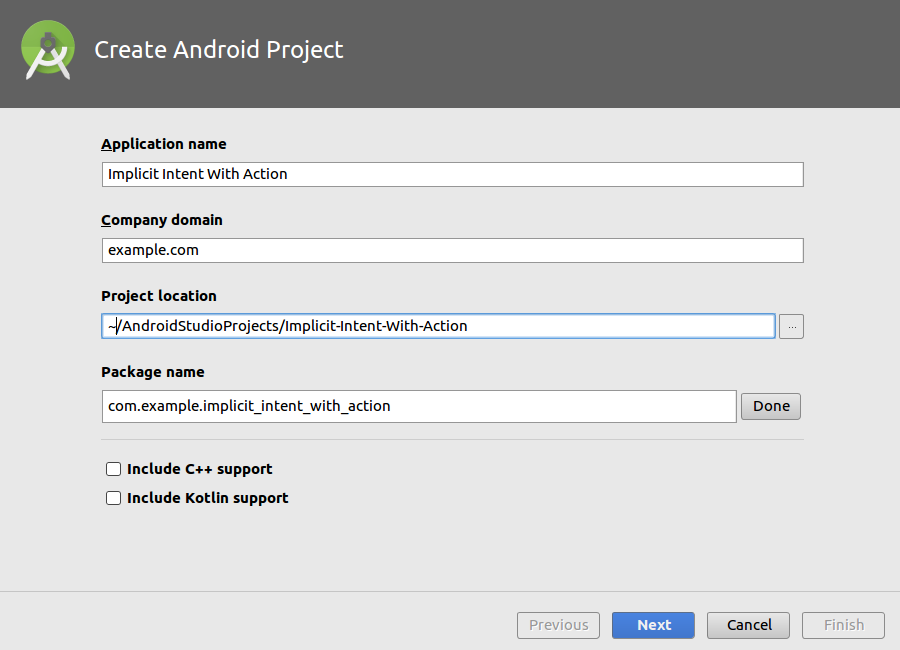 Create Android Project
Application name
Implicit Intent With Action
Company domain
example.com
Project location
~/AndroidStudioProjects/Implicit-Intent-With-Action
...
Package name
com.example.implicit_intent_with_action
Done
Include C++ support
Include Kotlin support
Previous Next Cancel Finish